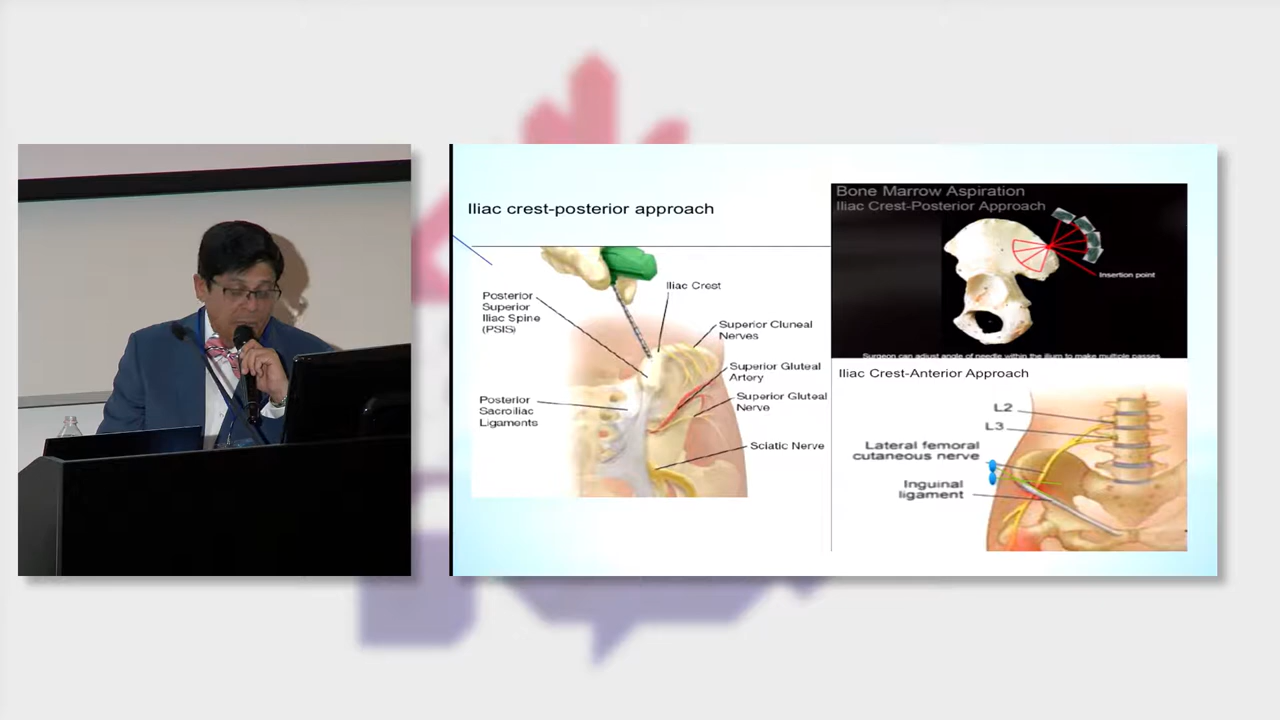 Iliac crest-posterior approach
Posterior
Superior
Iliac Spine
(PSIS)
Iliac Crest
Superior Cluneal
Nerves
Superior Gluteal
Artery
Superior Gluteal
Nerve
Posterior
Sacroiliac
Ligaments
Sciatic Nerve
Bone Marrow Aspiration
Iliac Crest-Posterior Approach
Insertion point
Surgeon can adjust angle of needle within the ilium to make multiple passes
Iliac Crest-Anterior Approach
L2
L3
Lateral femoral
cutaneous nerve
Inguinal
ligament